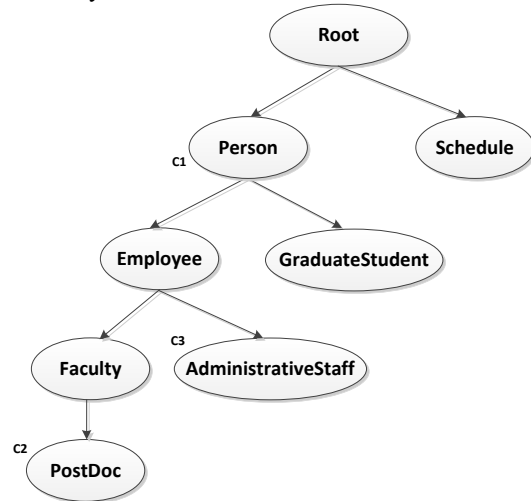 Root
Person
Schedule
C1
Employee
GraduateStudent
C3
Faculty
AdministrativeStaff
C2
PostDoc